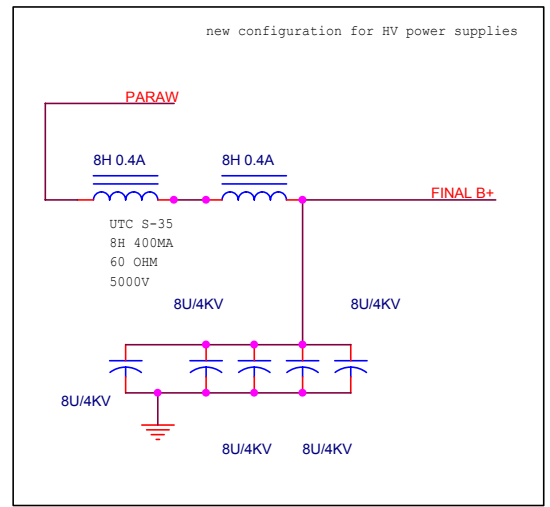 new configuration for HV power supplies
PARAW
8H 0.4A
8H 0.4A
FINAL B+
UTC S-35
8H 400MA
60 OHM
5000V
8U/4KV
8U/4KV
8U/4KV
8U/4KV
8U/4KV